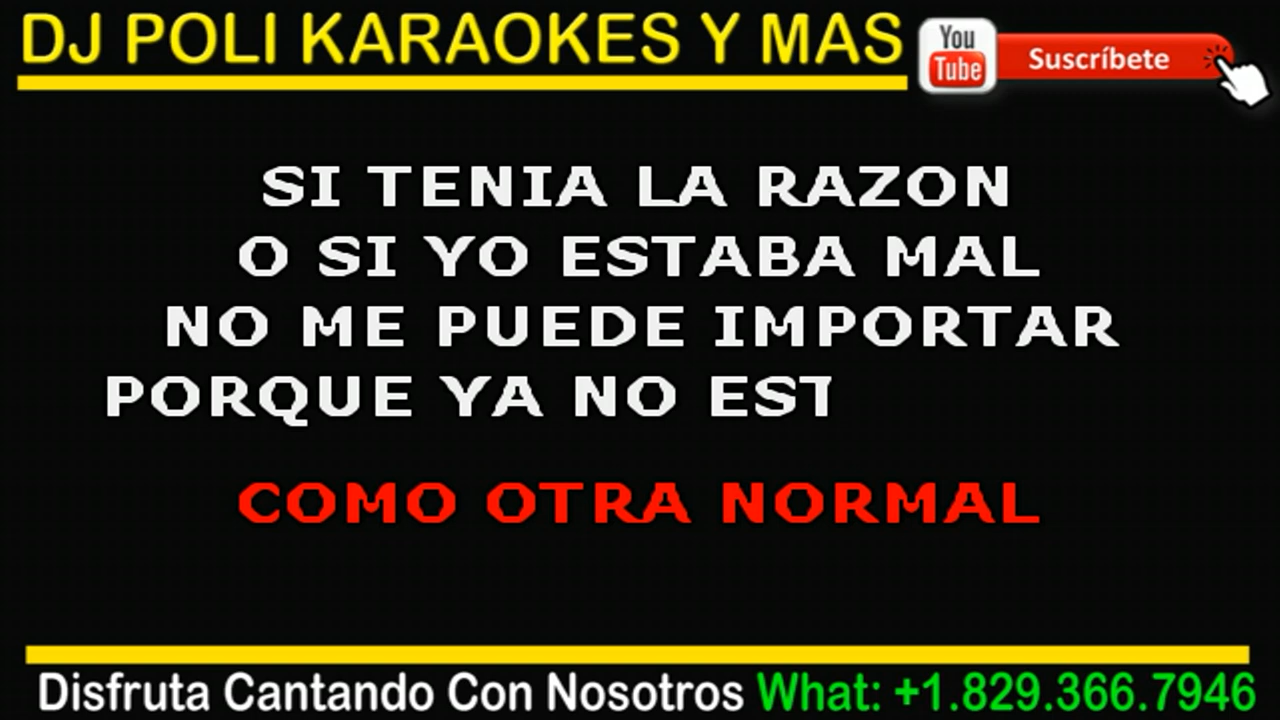 DJ POLI KARAOKES Y MAS
You
Tube
Suscríbete
SI TENIA LA RAZON
O SI YO ESTABA MAL
NO ME PUEDE IMPORTAR
PORQUE YA NO EST
COMO OTRA NORMAL
Disfruta Cantando Con Nosotros What: +1.829.366.7946